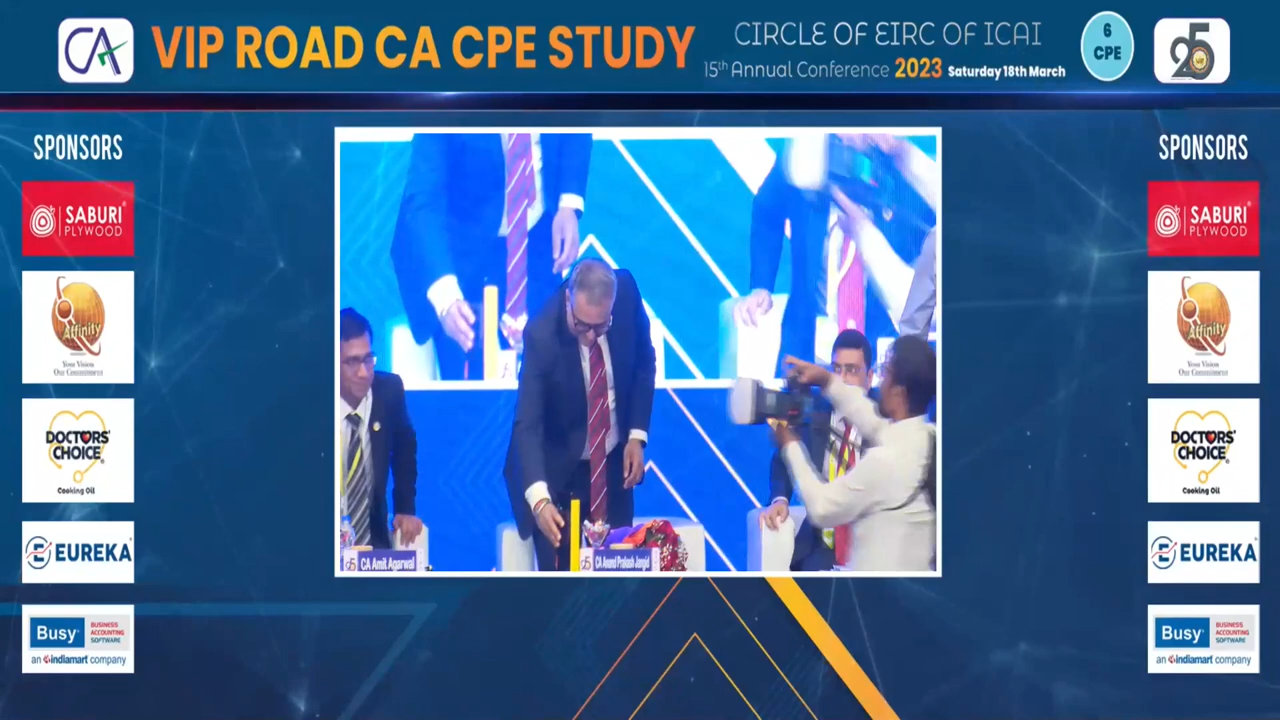 CA
VIP ROAD CA CPE STUDY
CIRCLE OF EIRC OF ICAI
15th Annual Conference 2023 Saturday 18th March
6
CPE
25
SPONSORS
SABURI
PLYWOOD
Affinity
Your Vision
Our Commitment
DOCTORS'
CHOICE
Cooking Oil
EUREKA
Busy
BUSINESS
ACCOUNTING
SOFTWARE
an indiamart company
CA Amit Agarwal
CA Anand Prakash Jangid
SPONSORS
SABURI
PLYWOOD
Affinity
Your Vision
Our Commitment
DOCTORS'
CHOICE
Cooking Oil
EUREKA
Busy
BUSINESS
ACCOUNTING
SOFTWARE
an indiamart company